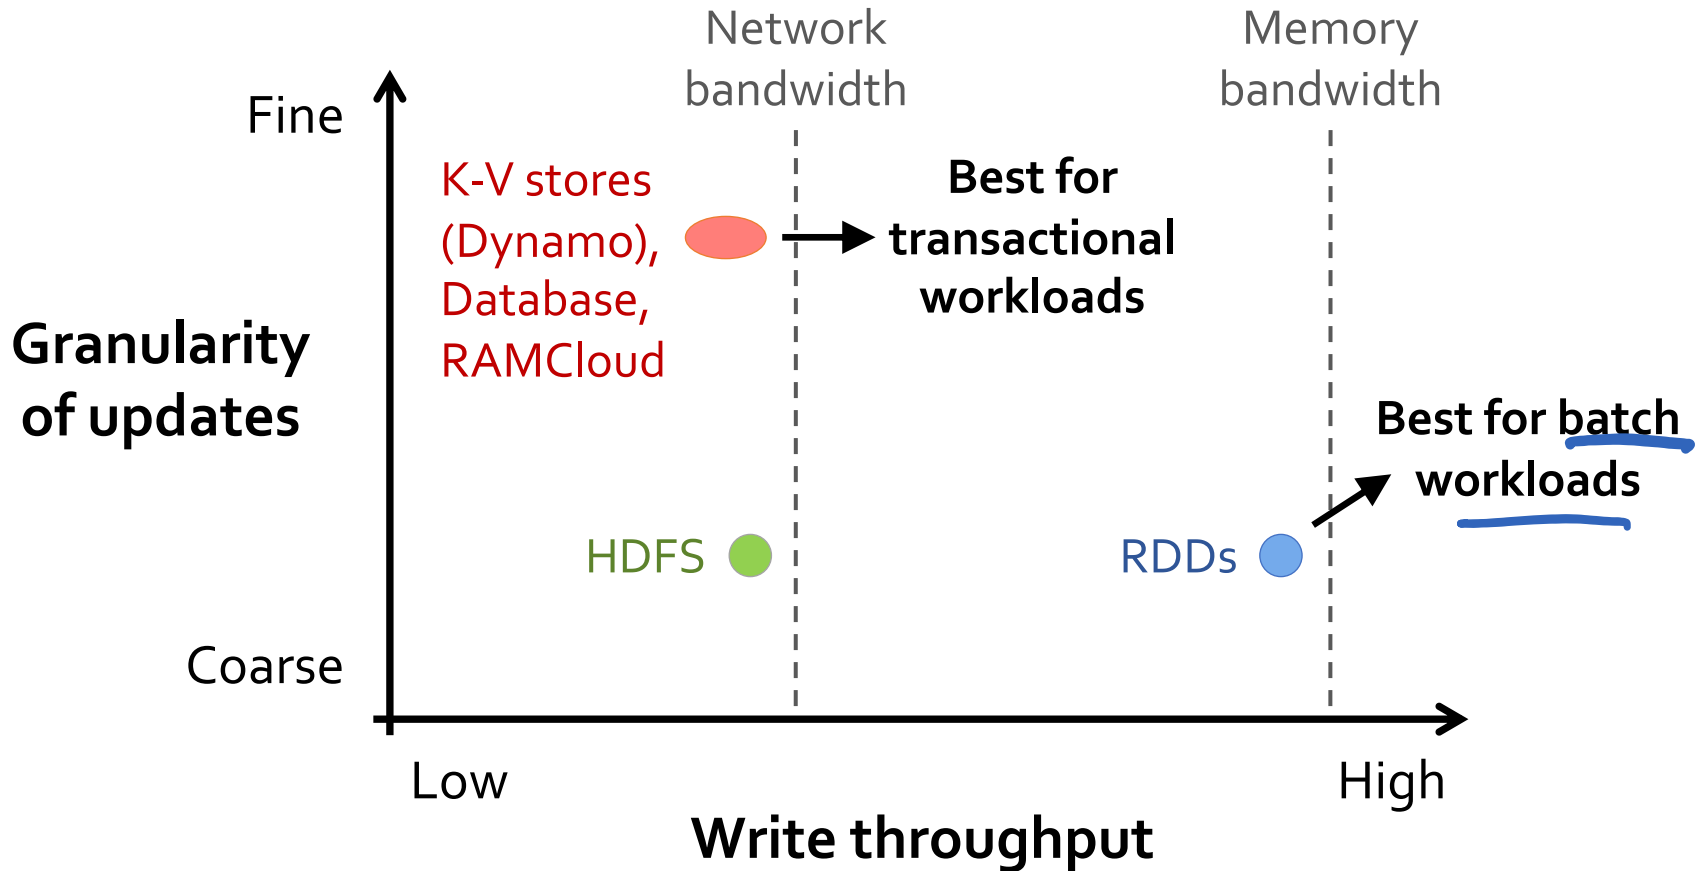 Network
bandwidth
Memory
bandwidth
Fine
K-V stores
(Dynamo),
Database,
RAMCloud
Best for
transactional
workloads
Granularity
of updates
Best for batch
workloads
HDFS
RDDs
Coarse
Low
High
Write throughput